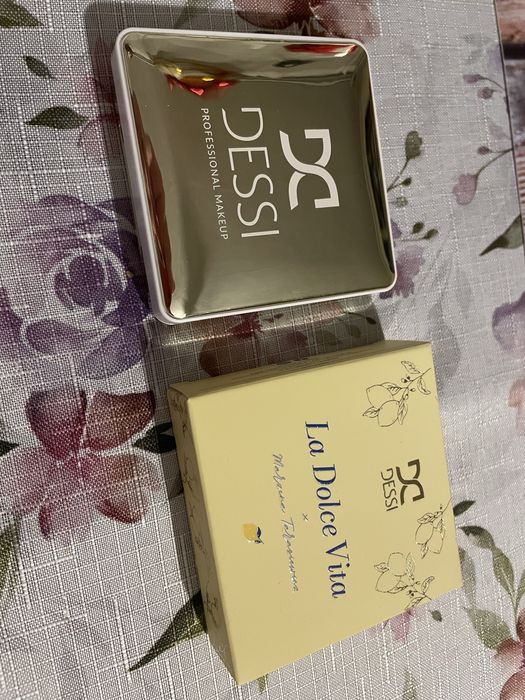 DESSI
PROFESSIONAL MAKEUP
DESSI
La Dolce Vita
x